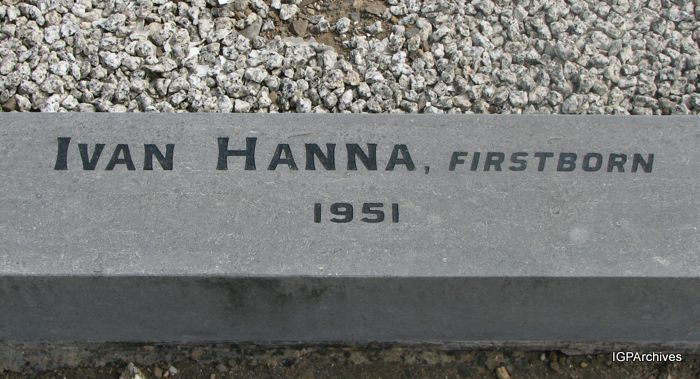 IVAN HANNA, FIRSTBORN
1951
IGPArchives